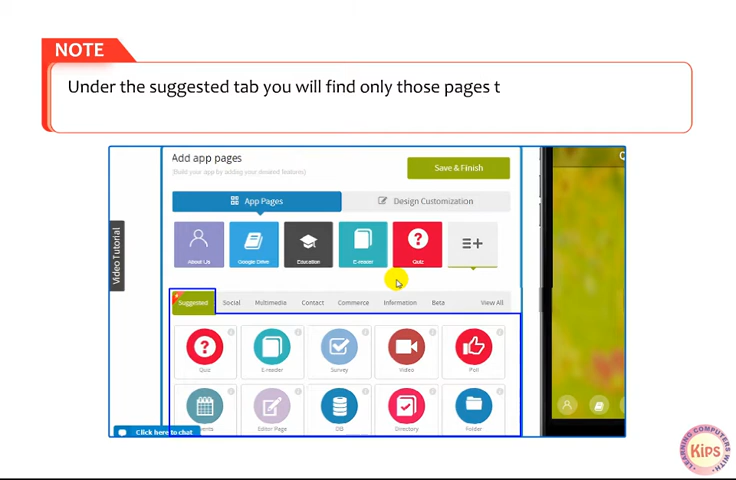 NOTE
Under the suggested tab you will find only those pages t
Add app pages
(Build your app by adding your desired features)
Save & Finish
App Pages
Design Customization
About Us
Google Drive
Education
E-reader
Quiz
Video Tutorial
Suggested
Social
Multimedia
Contact
Commerce
Information
Beta
View All
Quiz
E-reader
Survey
Video
Poll
Editor Page
DB
Directory
Folder
Click here to chat
LEARNING COMPUTERS WITH
Kips